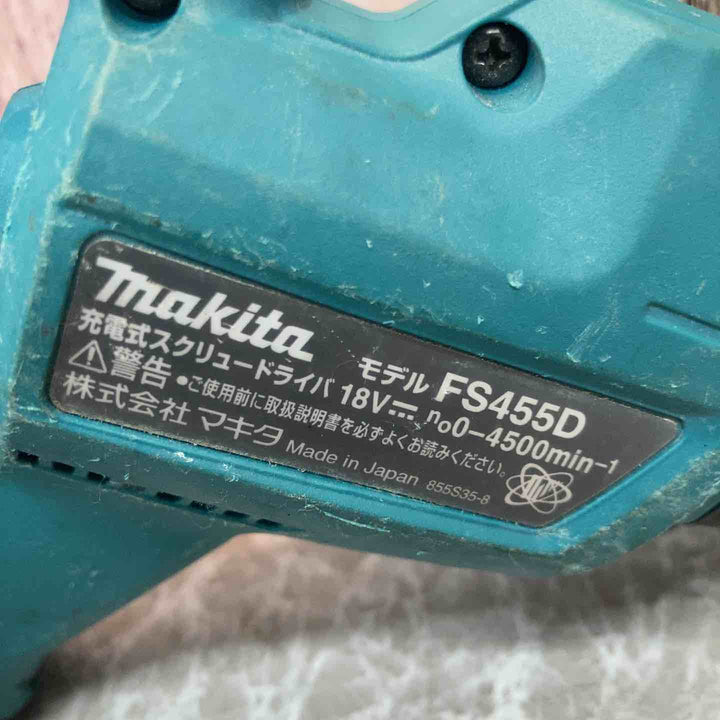 makita
モデル FS455D
充電式スクリュードライバ 18V⎓ n₀0-4500min⁻¹
⚠警告 •ご使用前に取扱説明書を必ずよくお読みください。
株式会社 マキタ Made in Japan 855S35-8